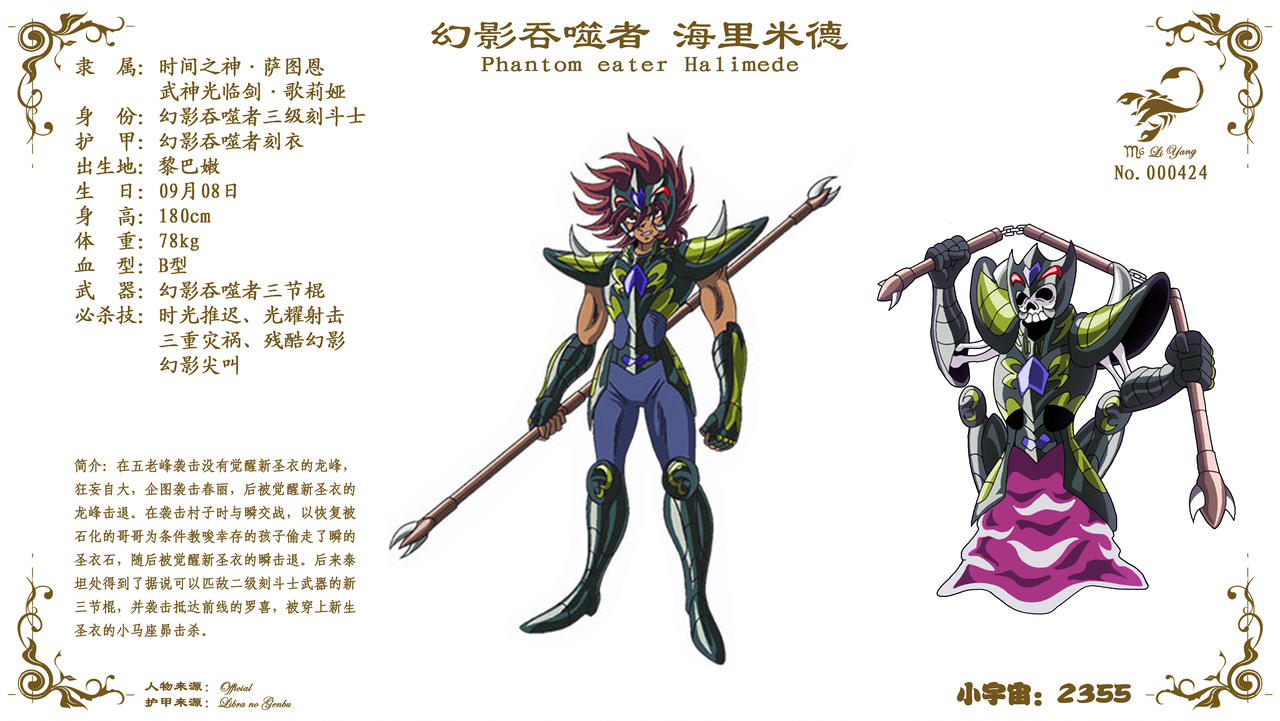 幻影吞噬者 海里米德
Phantom eater Halimede
隶 属：时间之神·萨图恩
武神光临剑·歌莉娅
身 份：幻影吞噬者三级刻斗士
护 甲：幻影吞噬者刻衣
出生地：黎巴嫩
生 日：09月08日
身 高：180cm
体 重：78kg
血 型：B型
武 器：幻影吞噬者三节棍
必杀技：时光推迟、光耀射击
三重灾祸、残酷幻影
幻影尖叫
Li Yang
No.000424
简介：在五老峰袭击没有觉醒新圣衣的龙峰，
狂妄自大，企图袭击春丽，后被觉醒新圣衣的
龙峰击退。在袭击村子时与瞬交战，以恢复被
石化的哥哥为条件教唆幸存的孩子偷走了瞬的
圣衣石，随后被觉醒新圣衣的瞬击退。后来泰
坦处得到了据说可以匹敌二级刻斗士武器的新
三节棍，并袭击抵达前线的罗喜，被穿上新生
圣衣的小马座昴击杀。
人物来源：Official
护甲来源：Libra no Genbu
小宇宙：2355